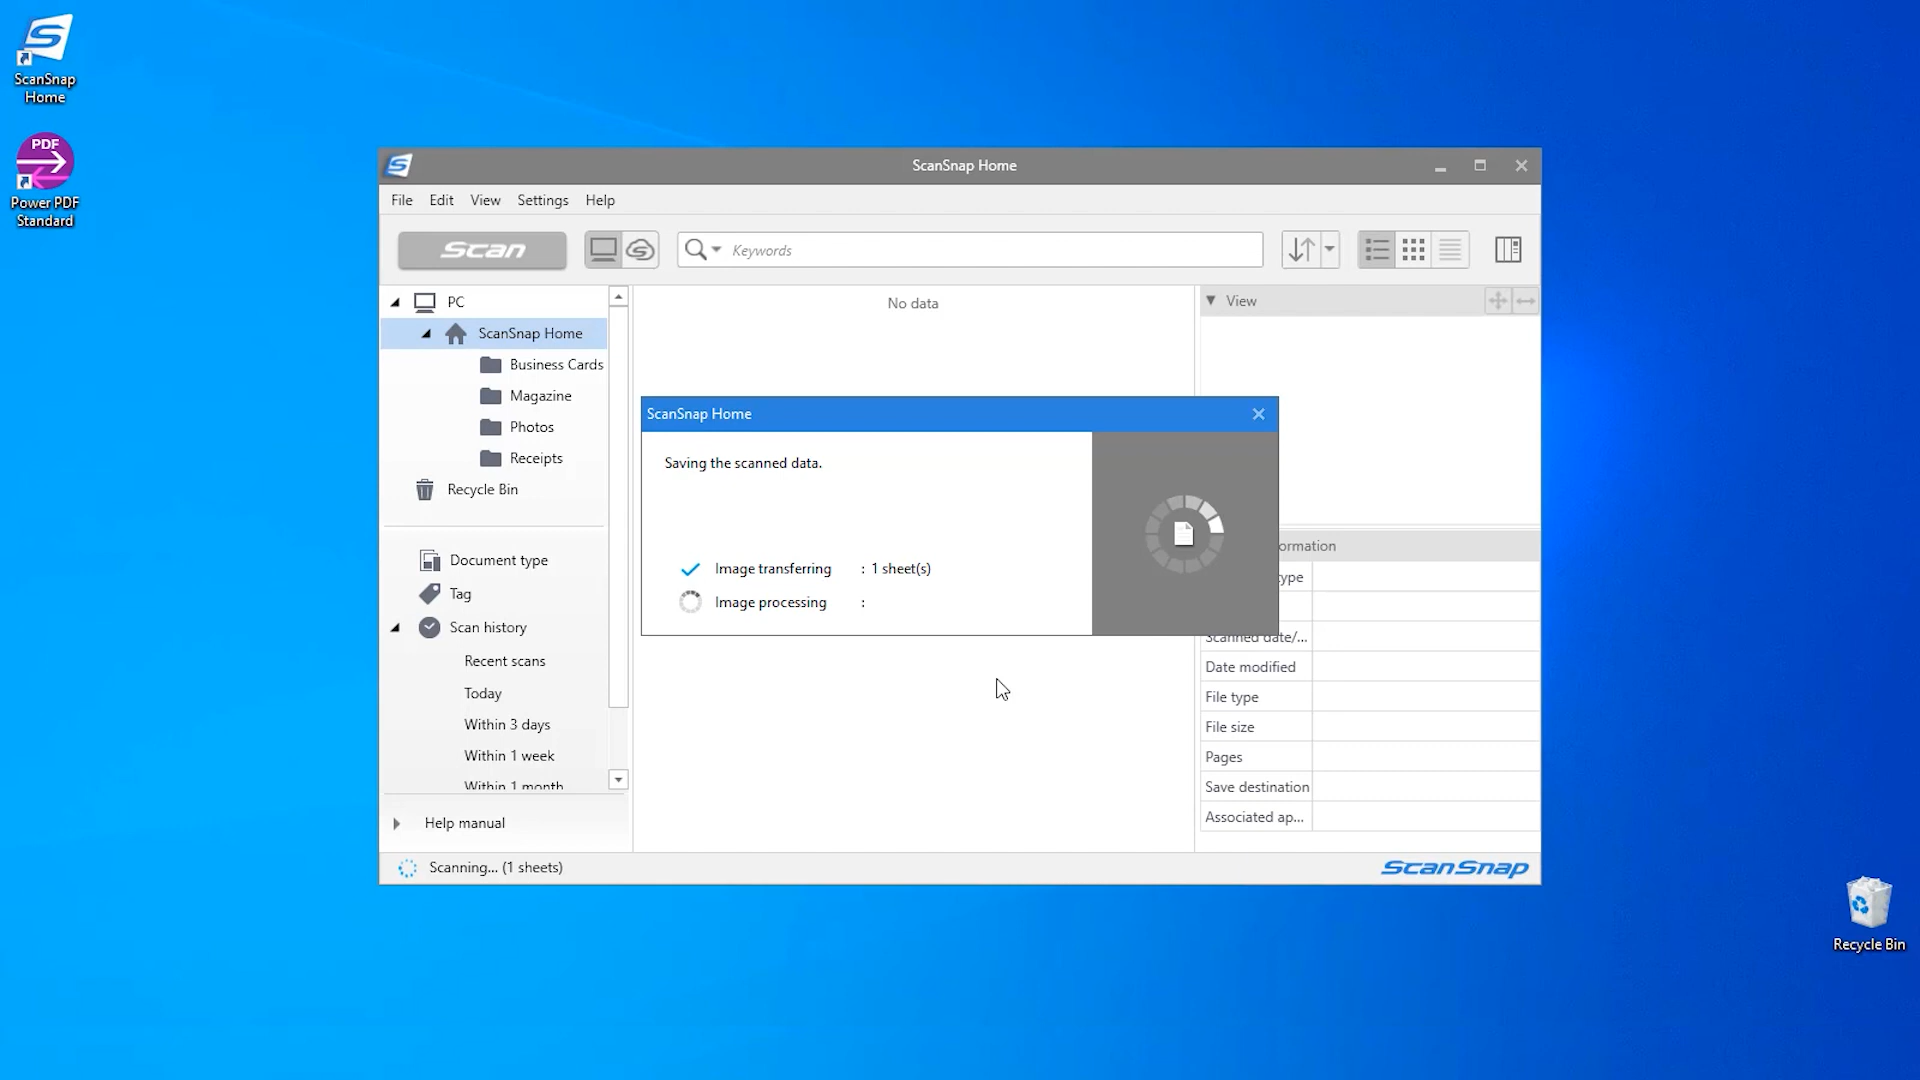 ScanSnap
Home
PDF
Power PDF
Standard
ScanSnap Home
File Edit View Settings Help
Scan
Keywords
PC
ScanSnap Home
Business Cards
Magazine
Photos
Receipts
Recycle Bin
Document type
Tag
Scan history
Recent scans
Today
Within 3 days
Within 1 week
Within 1 month
Help manual
No data
ScanSnap Home
Saving the scanned data.
Image transferring : 1 sheet(s)
Image processing :
View
ormation
type
Scanned date/...
Date modified
File type
File size
Pages
Save destination
Associated ap...
Scanning... (1 sheets)
ScanSnap
Recycle Bin